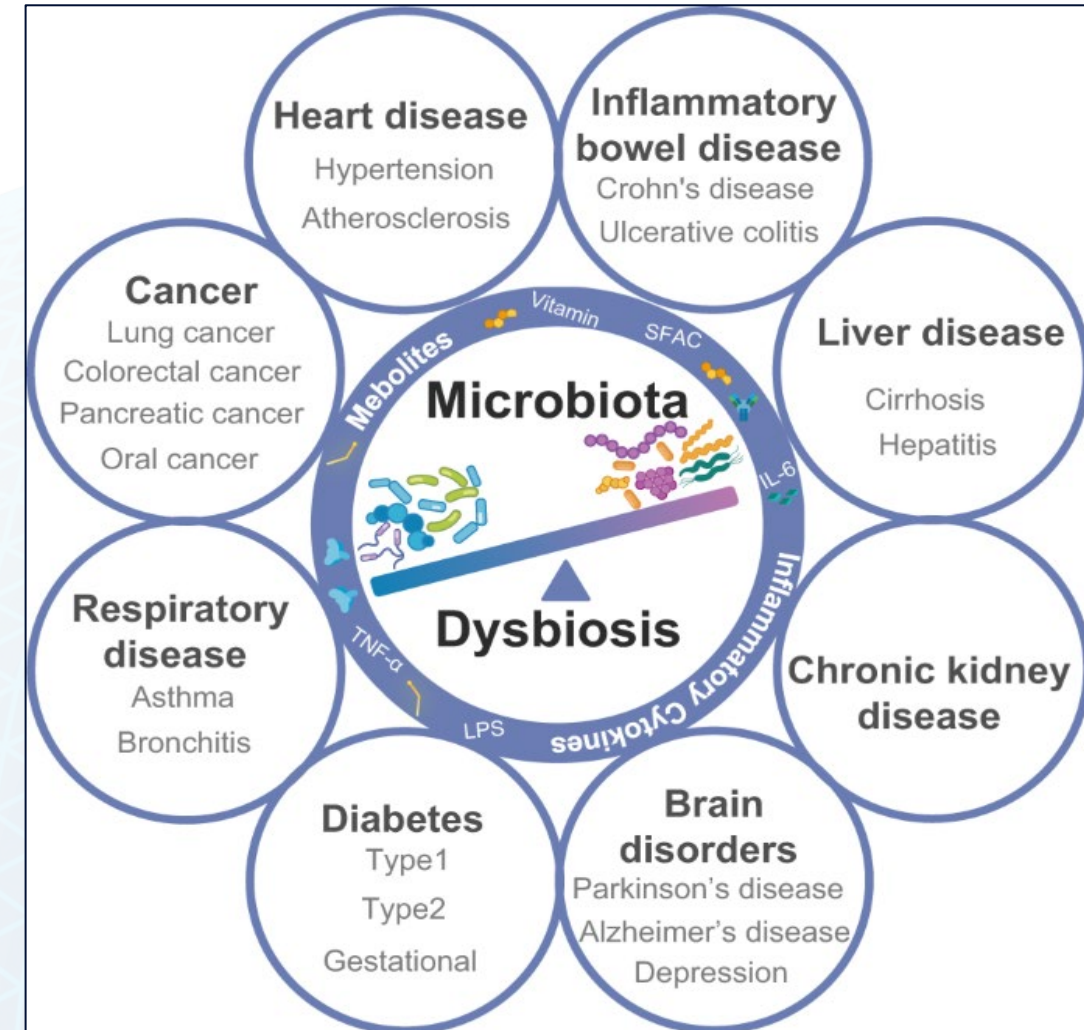 Heart disease
Hypertension
Atherosclerosis
Inflammatory
bowel disease
Crohn's disease
Ulcerative colitis
Cancer
Lung cancer
Colorectal cancer
Pancreatic cancer
Oral cancer
Liver disease
Cirrhosis
Hepatitis
Mebolites
Vitamin
SFAC
IL-6
Inflammatory Cytokines
LPS
TNF-α
Microbiota
Dysbiosis
Respiratory
disease
Asthma
Bronchitis
Chronic kidney
disease
Diabetes
Type1
Type2
Gestational
Brain
disorders
Parkinson’s disease
Alzheimer’s disease
Depression